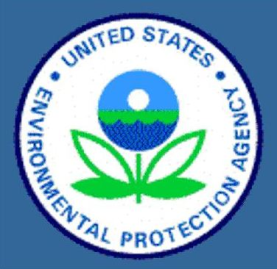 UNITED STATES
ENVIRONMENTAL PROTECTION AGENCY